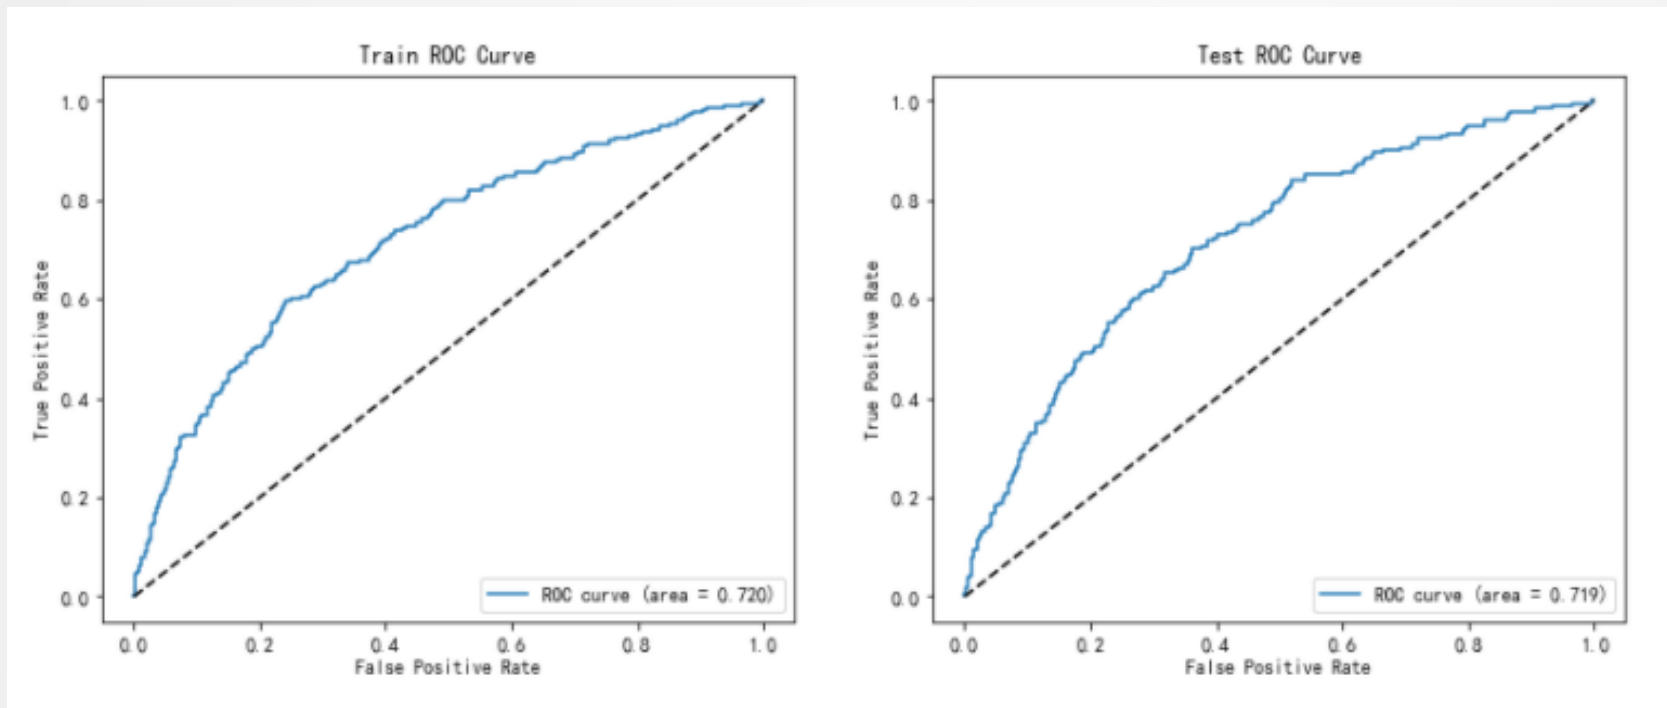 Train ROC Curve
1.0
0.8
0.6
0.4
0.2
0.0
True Positive Rate
ROC curve (area = 0.720)
0.0 0.2 0.4 0.6 0.8 1.0
False Positive Rate
Test ROC Curve
1.0
0.8
0.6
0.4
0.2
0.0
True Positive Rate
ROC curve (area = 0.719)
0.0 0.2 0.4 0.6 0.8 1.0
False Positive Rate